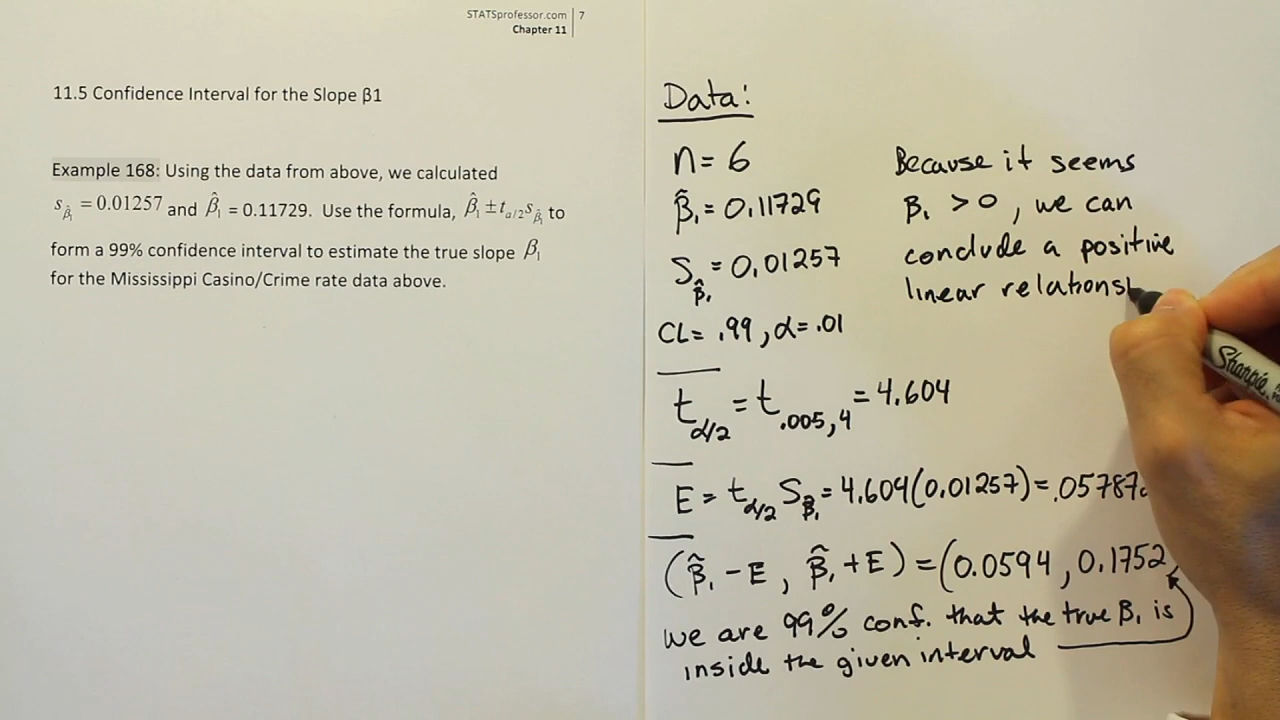 STATSprofessor.com | 7
Chapter 11
11.5 Confidence Interval for the Slope β1
Example 168: Using the data from above, we calculated
s_β̂₁ = 0.01257 and β̂₁ = 0.11729. Use the formula, β̂₁ ± t_a/2 s_β̂₁ to
form a 99% confidence interval to estimate the true slope β₁
for the Mississippi Casino/Crime rate data above.
Data:
n = 6
β̂₁ = 0.11729
S_β̂₁ = 0.01257
CL = .99, α = .01
t_α/2 = t_.005,4 = 4.604
E = t_α/2 S_β̂₁ = 4.604(0.01257) = .05787
(β̂₁ - E, β̂₁ + E) = (0.0594, 0.1752
we are 99% conf. that the true β₁ is
inside the given interval
Because it seems
β₁ > 0, we can
conclude a positive
linear relations
Sharpie